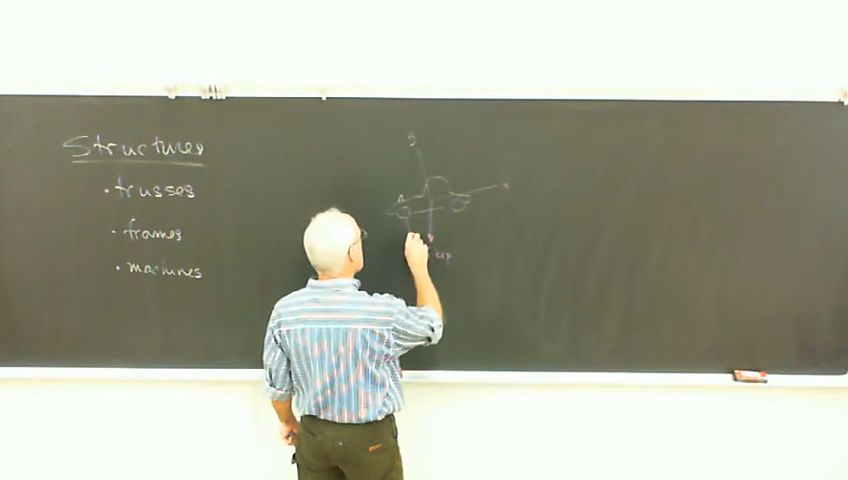 Structures
• trusses
• frames
• machines
y
x